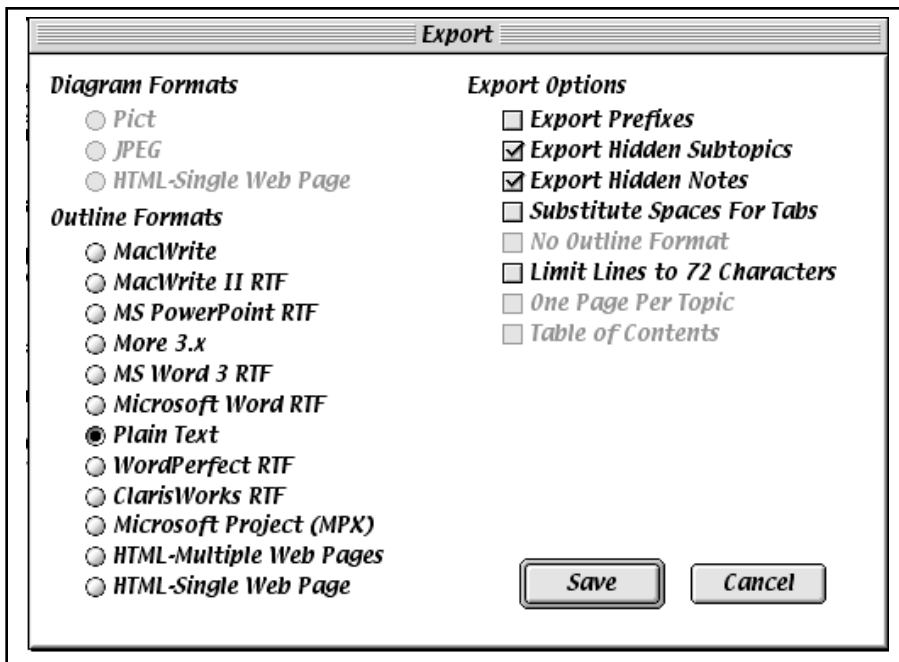 Export
Diagram Formats
Pict
JPEG
HTML-Single Web Page
Outline Formats
MacWrite
MacWrite II RTF
MS PowerPoint RTF
More 3.x
MS Word 3 RTF
Microsoft Word RTF
Plain Text
WordPerfect RTF
ClarisWorks RTF
Microsoft Project (MPX)
HTML-Multiple Web Pages
HTML-Single Web Page
Export Options
Export Prefixes
Export Hidden Subtopics
Export Hidden Notes
Substitute Spaces For Tabs
No Outline Format
Limit Lines to 72 Characters
One Page Per Topic
Table of Contents
Save
Cancel